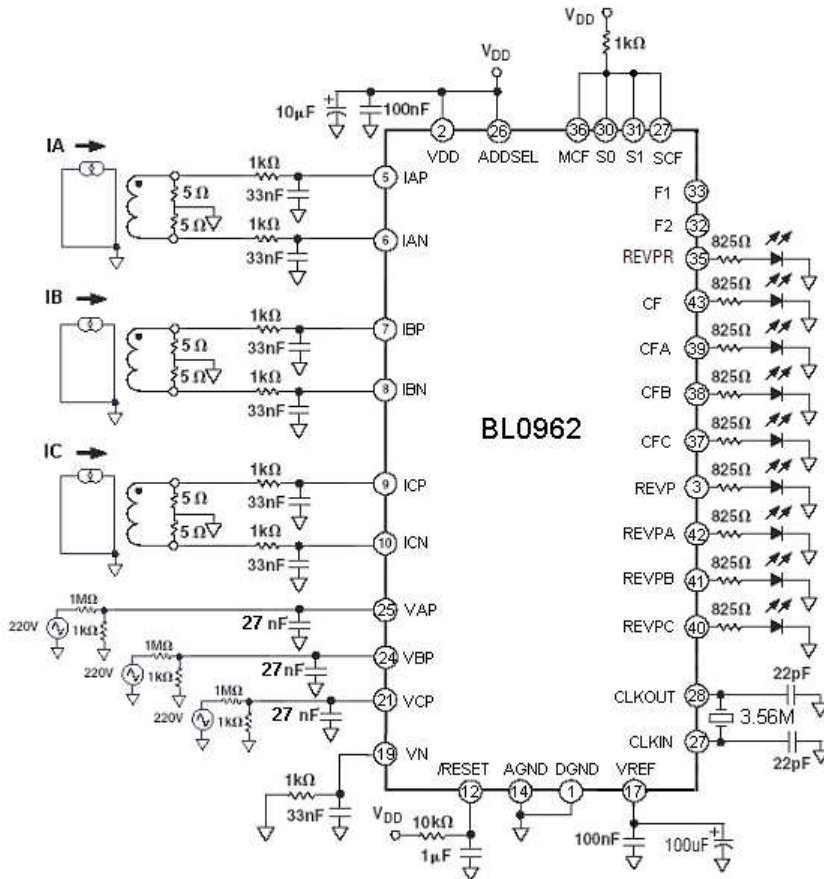 V_DD
1kΩ
V_DD
10µF
100nF
2
26
36
30
31
27
VDD
ADDSEL
MCF
S0
S1
SCF
IA
1kΩ
5
IAP
5 Ω
33nF
5Ω
1kΩ
6
IAN
33nF
IB
1kΩ
7
IBP
5 Ω
33nF
5 Ω
1kΩ
8
IBN
33nF
IC
1kΩ
9
ICP
5 Ω
33nF
5 Ω
1kΩ
10
ICN
33nF
1MΩ
220V
1kΩ
27 nF
25
VAP
1MΩ
220V
1kΩ
27 nF
24
VBP
1MΩ
220V
1kΩ
27 nF
21
VCP
19
VN
1kΩ
33nF
BL0962
F1
33
F2
32
REVPR
35
825Ω
CF
43
825Ω
CFA
39
825Ω
CFB
38
825Ω
CFC
37
825Ω
REVP
3
825Ω
REVPA
42
825Ω
REVPB
41
825Ω
REVPC
40
825Ω
22pF
CLKOUT
28
3.56M
CLKIN
27
22pF
/RESET
AGND
DGND
VREF
12
14
1
17
V_DD
10kΩ
1µF
100nF
100uF